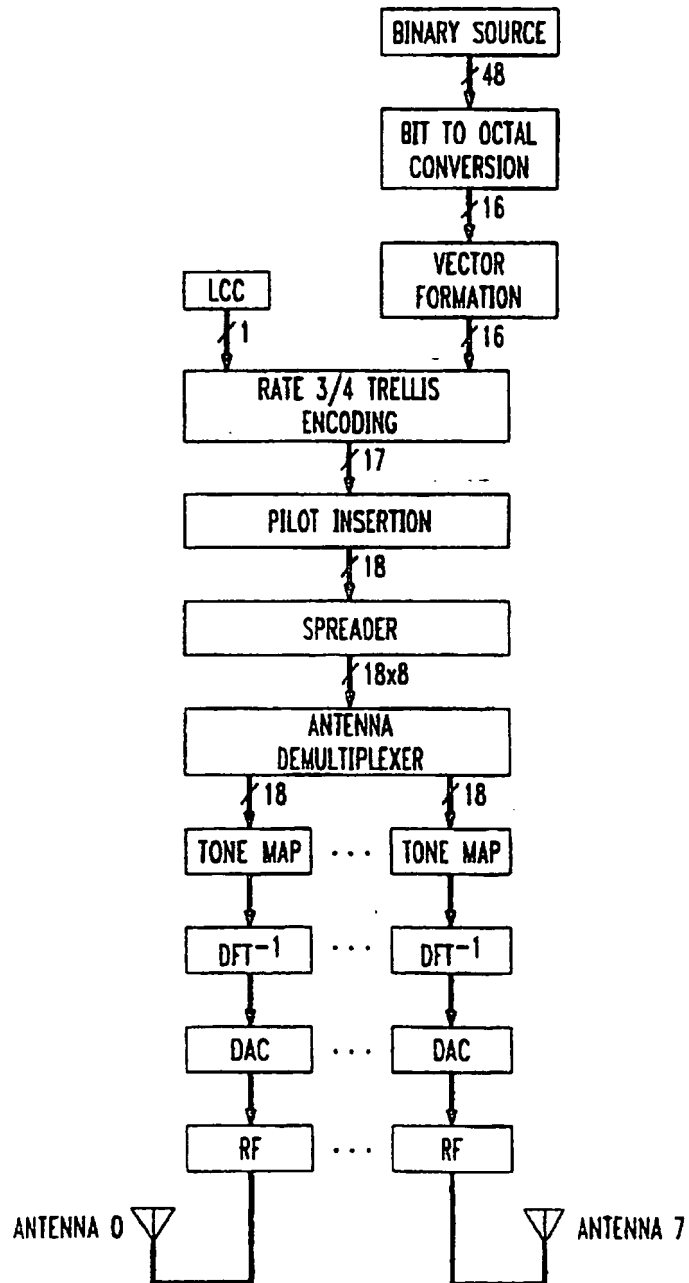 BINARY SOURCE
48
BIT TO OCTAL
CONVERSION
16
VECTOR
FORMATION
LCC
1
16
RATE 3/4 TRELLIS
ENCODING
17
PILOT INSERTION
18
SPREADER
18x8
ANTENNA
DEMULTIPLEXER
18 18
TONE MAP ... TONE MAP
DFT⁻¹ ... DFT⁻¹
DAC ... DAC
RF ... RF
ANTENNA 0 ANTENNA 7